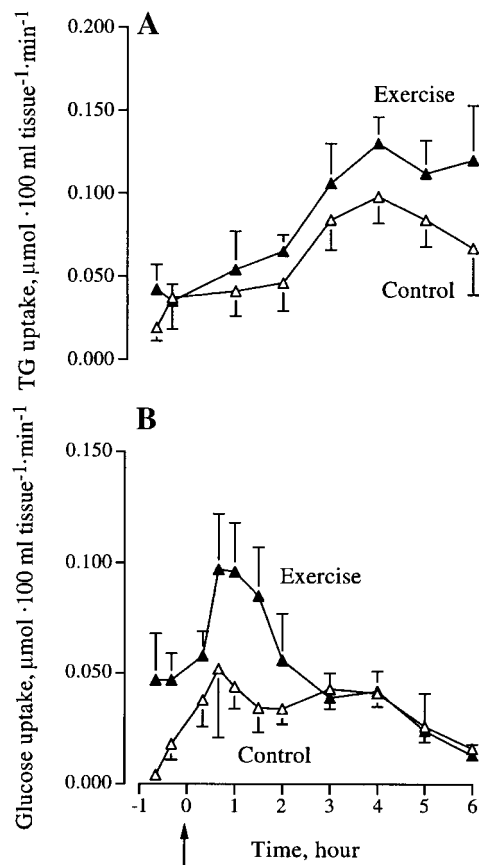 A
TG uptake, µmol · 100 ml tissue⁻¹·min⁻¹
0.200
0.150
0.100
0.050
0.000
Exercise
Control
B
Glucose uptake, µmol · 100 ml tissue⁻¹·min⁻¹
0.150
0.100
0.050
0.000
Exercise
Control
-1 0 1 2 3 4 5 6
Time, hour